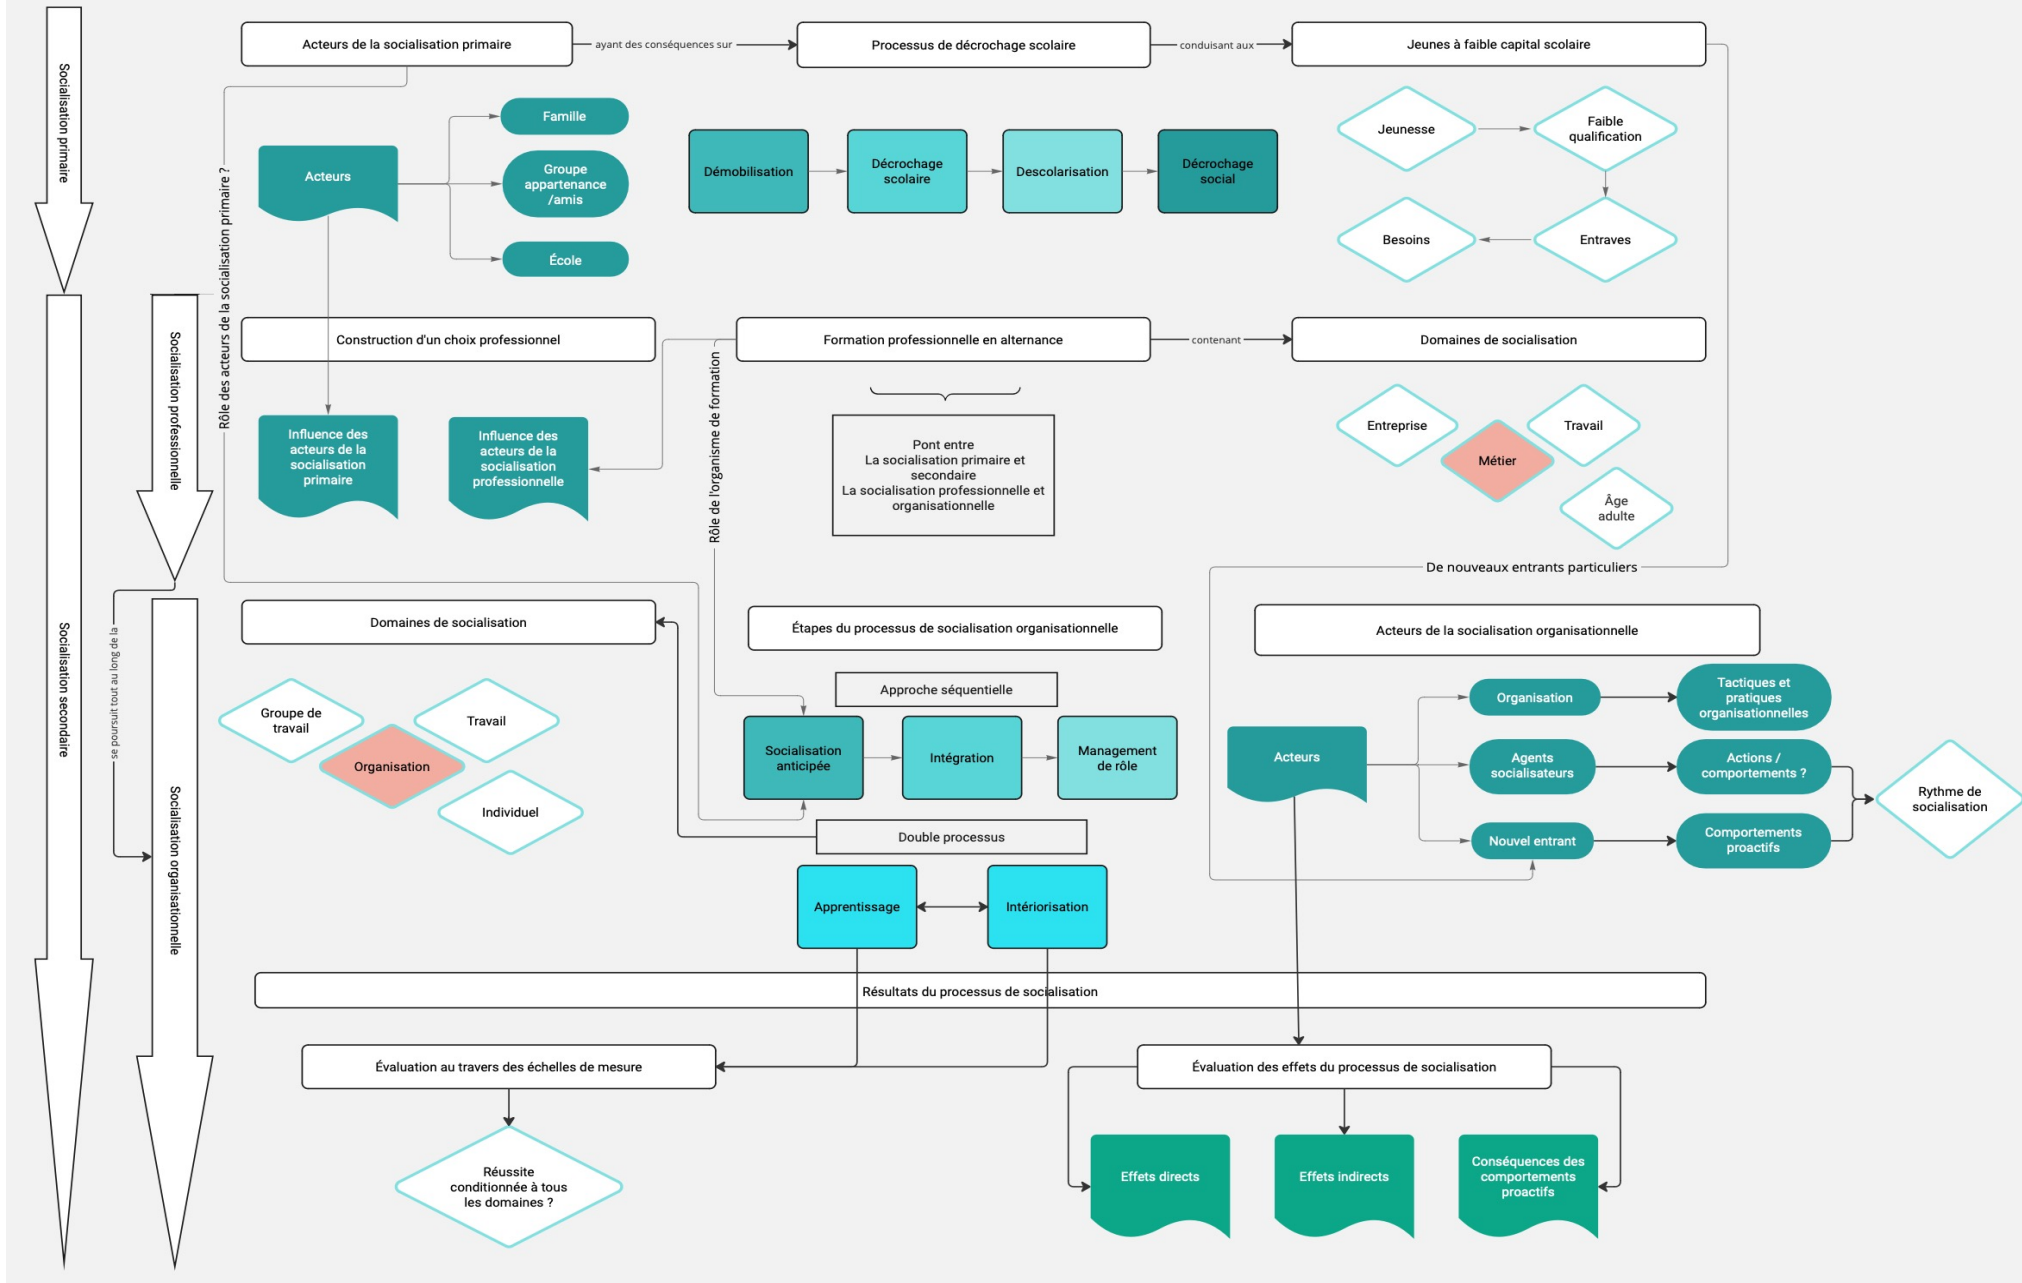 Socialisation primaire
Acteurs de la socialisation primaire
ayant des conséquences sur
Processus de décrochage scolaire
conduisant aux
Jeunes à faible capital scolaire
Rôle des acteurs de la socialisation primaire ?
Acteurs
Famille
Groupe
appartenance
/amis
École
Démobilisation
Décrochage
scolaire
Descolarisation
Décrochage
social
Jeunesse
Faible
qualification
Besoins
Entraves
Socialisation secondaire
Socialisation professionnelle
Construction d'un choix professionnel
Formation professionnelle en alternance
contenant
Domaines de socialisation
Influence des
acteurs de la
socialisation
primaire
Influence des
acteurs de la
socialisation
professionnelle
Rôle de l'organisme de formation
Pont entre
La socialisation primaire et
secondaire
La socialisation professionnelle et
organisationnelle
Entreprise
Travail
Métier
Âge
adulte
De nouveaux entrants particuliers
se poursuit tout au long de la
Socialisation organisationnelle
Domaines de socialisation
Étapes du processus de socialisation organisationnelle
Acteurs de la socialisation organisationnelle
Groupe de
travail
Travail
Organisation
Individuel
Approche séquentielle
Socialisation
anticipée
Intégration
Management
de rôle
Double processus
Apprentissage
Intériorisation
Acteurs
Organisation
Tactiques et
pratiques
organisationnelles
Agents
socialisateurs
Actions /
comportements ?
Nouvel entrant
Comportements
proactifs
Rythme de
socialisation
Résultats du processus de socialisation
Évaluation au travers des échelles de mesure
Évaluation des effets du processus de socialisation
Réussite
conditionnée à tous
les domaines ?
Effets directs
Effets indirects
Conséquences des
comportements
proactifs